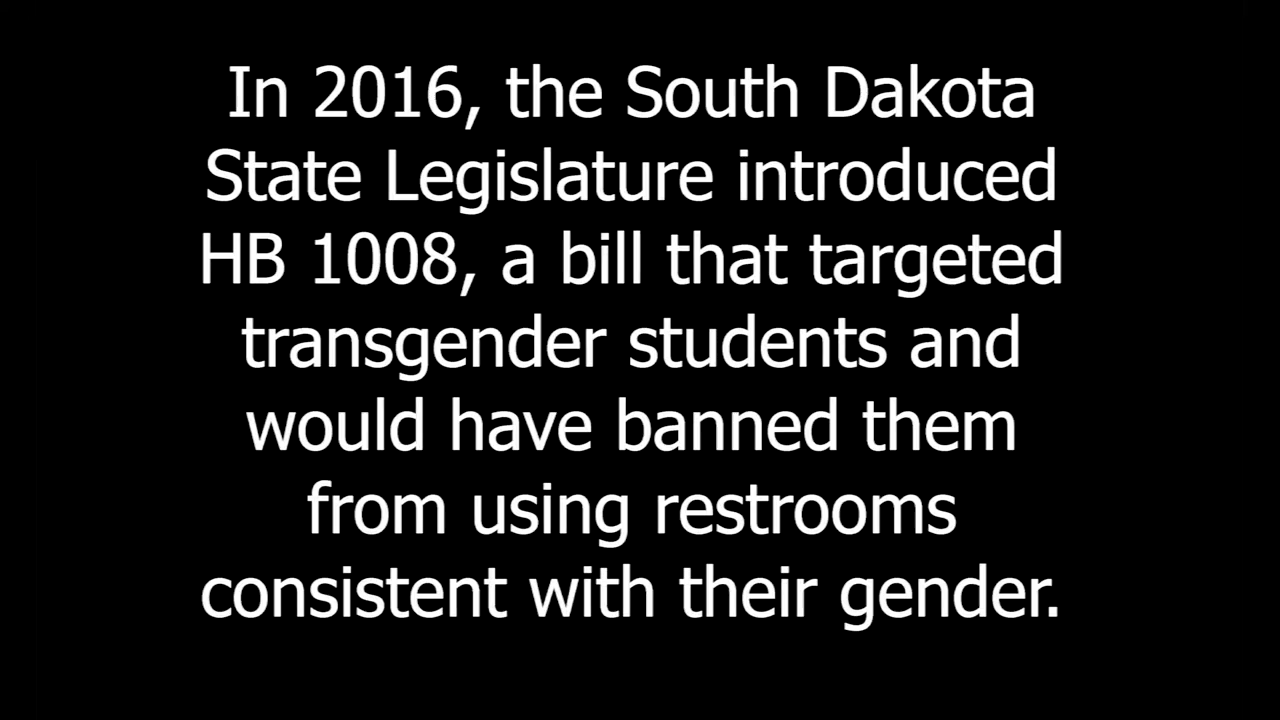 In 2016, the South Dakota
State Legislature introduced
HB 1008, a bill that targeted
transgender students and
would have banned them
from using restrooms
consistent with their gender.